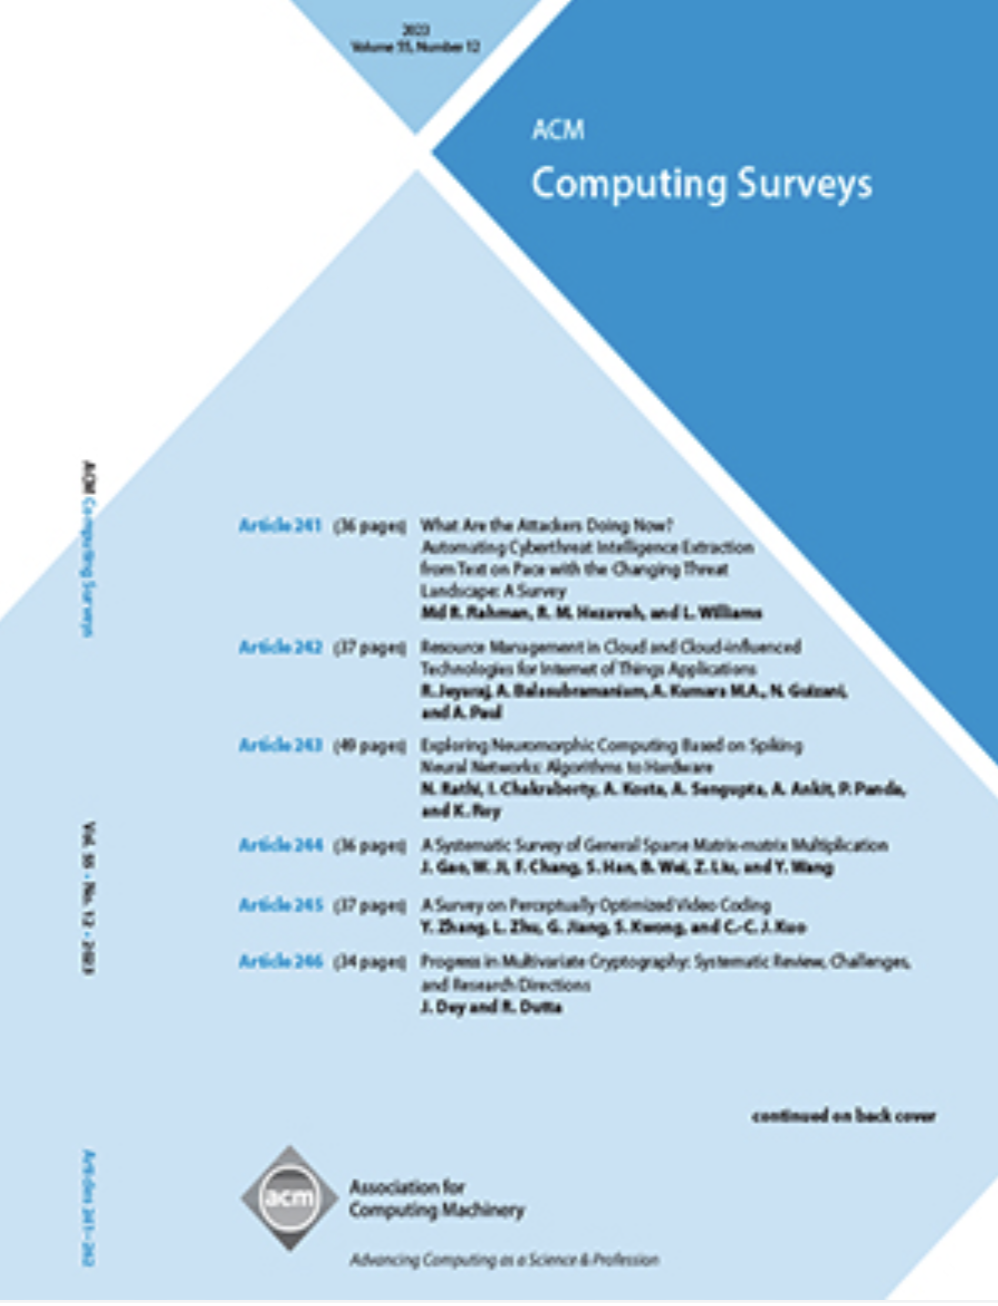 2023
Volume 55, Number 12
ACM
Computing Surveys
Article 241 (36 pages) What Are the Attackers Doing Now?
Automating Cyberthreat Intelligence Extraction
from Text on Pace with the Changing Threat
Landscape: A Survey
Md R. Rahman, R. M. Hezaveh, and L. Williams
Article 242 (37 pages) Resource Management in Cloud and Cloud-influenced
Technologies for Internet of Things Applications
R. Jeyaraj, A. Balasubramaniam, A. Kumara M.A., N. Guizani,
and A. Paul
Article 243 (49 pages) Exploring Neuromorphic Computing Based on Spiking
Neural Networks: Algorithms to Hardware
N. Rathi, I. Chakraborty, A. Kosta, A. Sengupta, A. Ankit, P. Panda,
and K. Roy
Article 244 (36 pages) A Systematic Survey of General Sparse Matrix-matrix Multiplication
J. Gao, W. Ji, F. Chang, S. Han, B. Wei, Z. Liu, and Y. Wang
Article 245 (37 pages) A Survey on Perceptually Optimized Video Coding
Y. Zhang, L. Zhu, G. Jiang, S. Kwong, and C.-C. J. Kuo
Article 246 (34 pages) Progress in Multivariate Cryptography: Systematic Review, Challenges,
and Research Directions
J. Dey and R. Dutta
continued on back cover
acm
Association for
Computing Machinery
Advancing Computing as a Science & Profession
ACM Computing Surveys
Vol. 55 • No. 12 • 2023
Articles 241–262